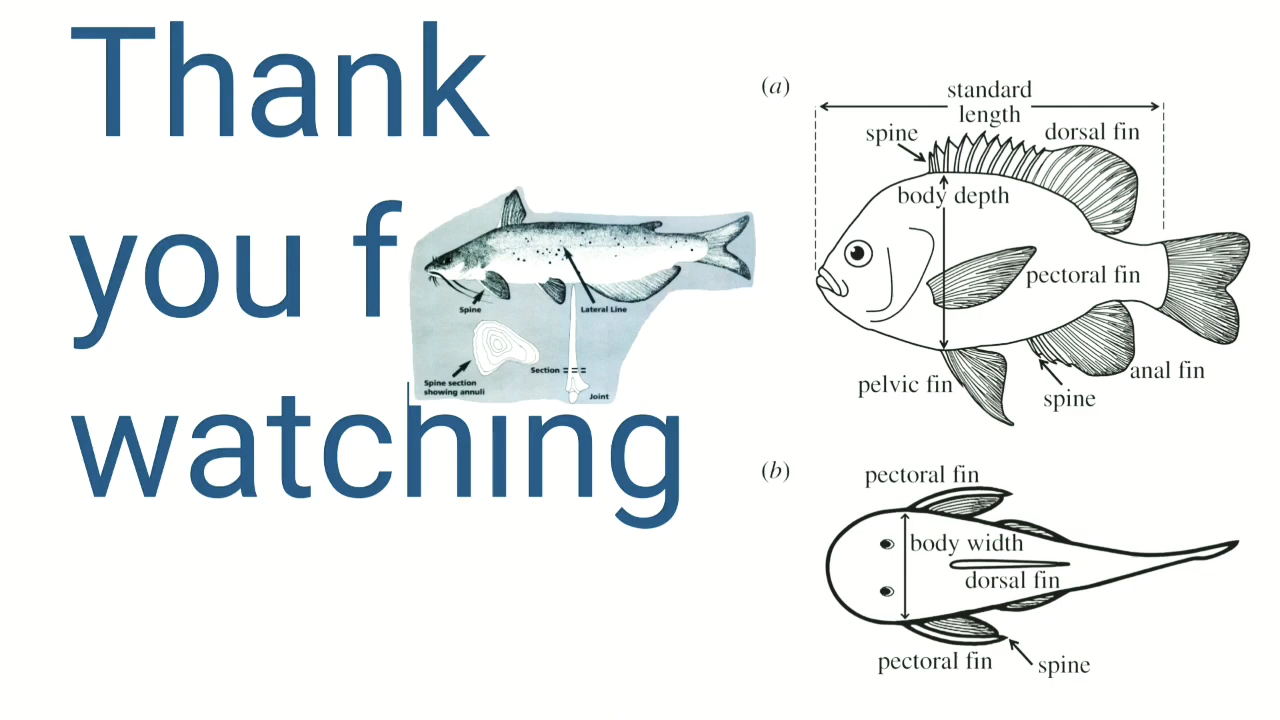 Thank
you f
watching
Spine
Lateral Line
Spine section
showing annuli
Section
Joint
(a)
standard
length
spine
dorsal fin
body depth
pectoral fin
pelvic fin
anal fin
spine
(b)
pectoral fin
body width
dorsal fin
pectoral fin
spine